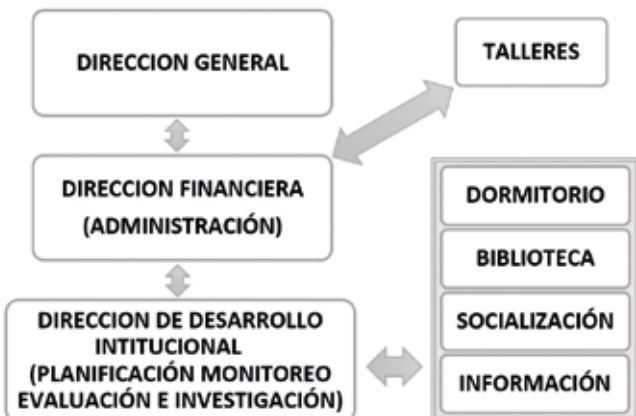 DIRECCION GENERAL
TALLERES
DIRECCION FINANCIERA
(ADMINISTRACIÓN)
DORMITORIO
BIBLIOTECA
SOCIALIZACIÓN
INFORMACIÓN
DIRECCION DE DESARROLLO
INTITUCIONAL
(PLANIFICACIÓN MONITOREO
EVALUACIÓN E INVESTIGACIÓN)